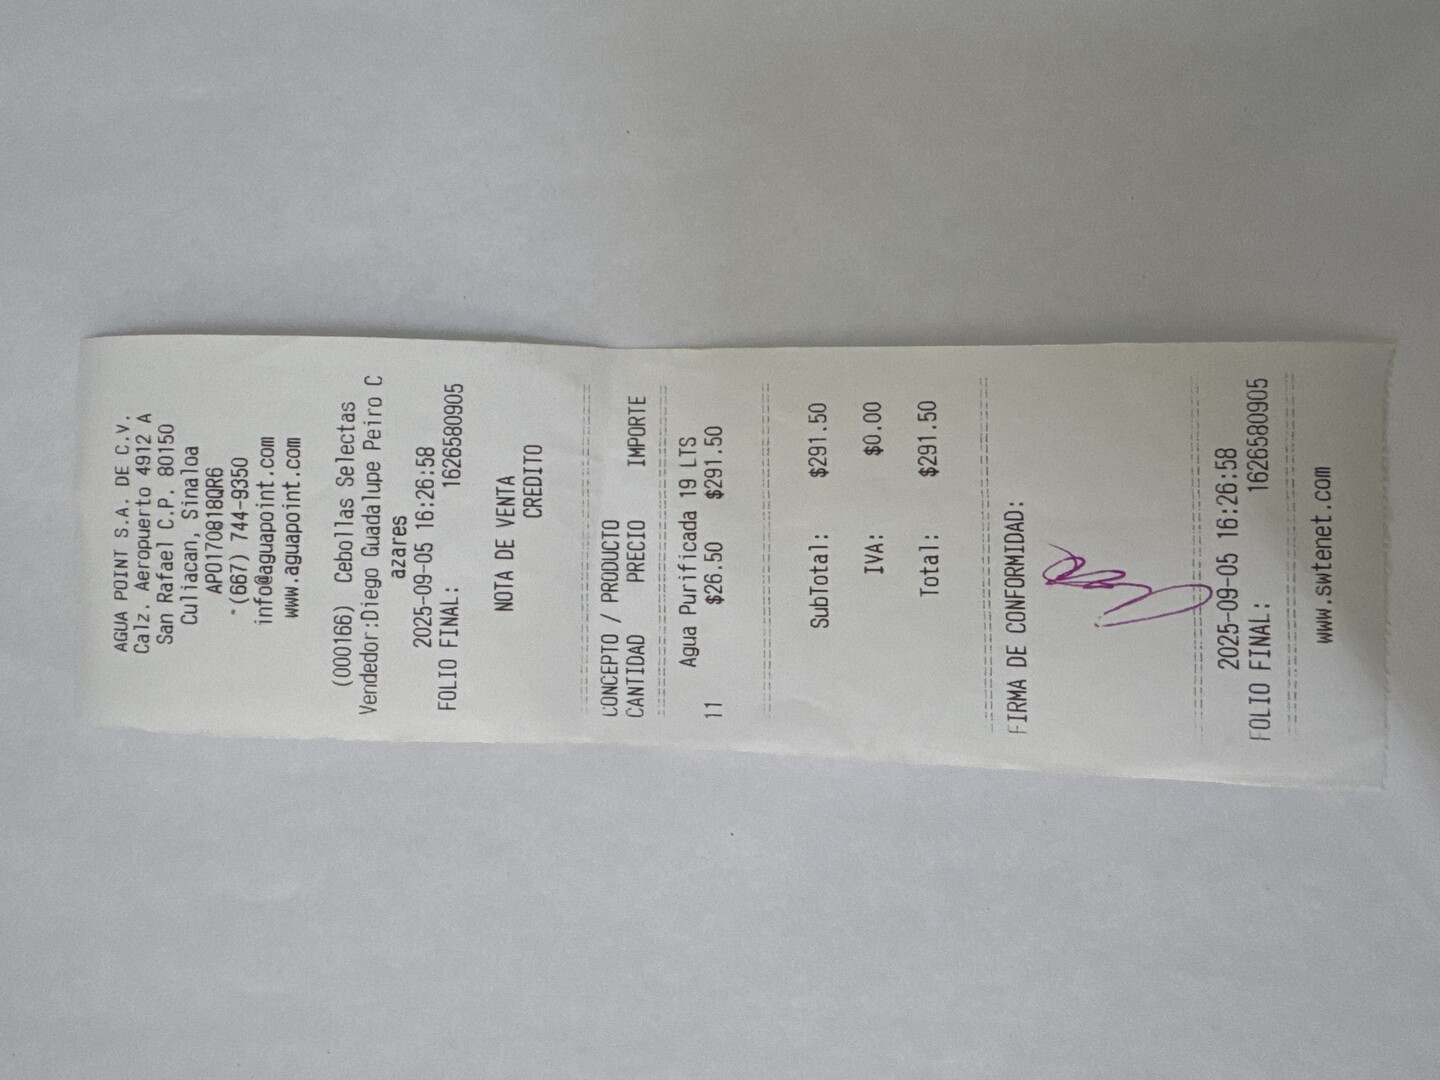 AGUA POINT S.A. DE C.V.
Calz. Aeropuerto 4912 A
San Rafael C.P. 80150
Culiacan, Sinaloa
APO170818QR6
(667) 744-9350
info@aguapoint.com
www.aguapoint.com
(000166) Cebollas Selectas
Vendedor:Diego Guadalupe Peiro C
azares
2025-09-05 16:26:58
FOLIO FINAL: 1626580905
NOTA DE VENTA
CREDITO
CONCEPTO / PRODUCTO
CANTIDAD PRECIO IMPORTE
Agua Purificada 19 LTS
11 $26.50 $291.50
SubTotal: $291.50
IVA: $0.00
Total: $291.50
FIRMA DE CONFORMIDAD:
2025-09-05 16:26:58
FOLIO FINAL: 1626580905
www.swtenet.com